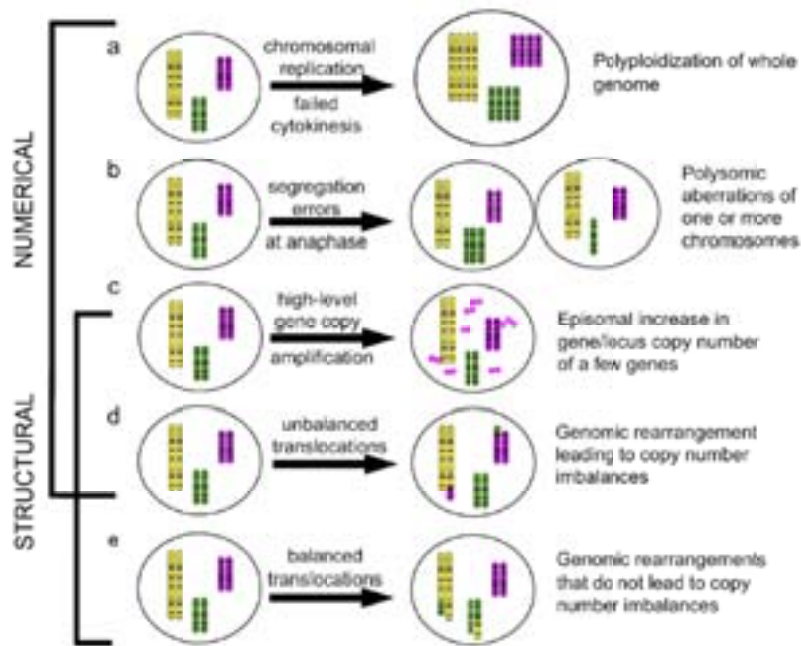 NUMERICAL
STRUCTURAL
a
chromosomal
replication
failed
cytokinesis
Polyploidization of whole
genome
b
segregation
errors
at anaphase
Polysomic
aberrations of
one or more
chromosomes
c
high-level
gene copy
amplification
Episomal increase in
gene/locus copy number
of a few genes
d
unbalanced
translocations
Genomic rearrangement
leading to copy number
imbalances
e
balanced
translocations
Genomic rearrangements
that do not lead to copy
number imbalances